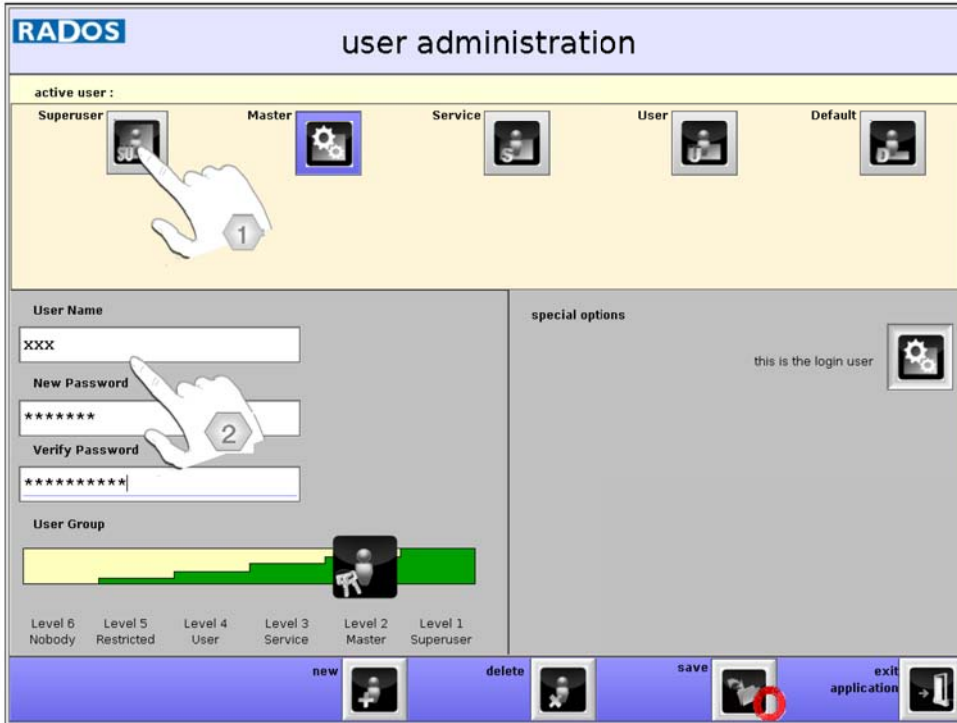 RADOS
user administration
active user :
Superuser
Master
Service
User
Default
SU
S
U
D
1
User Name
special options
xxx
this is the login user
New Password
*******
2
Verify Password
**********
User Group
Level 6 Nobody
Level 5 Restricted
Level 4 User
Level 3 Service
Level 2 Master
Level 1 Superuser
new
delete
save
exit application